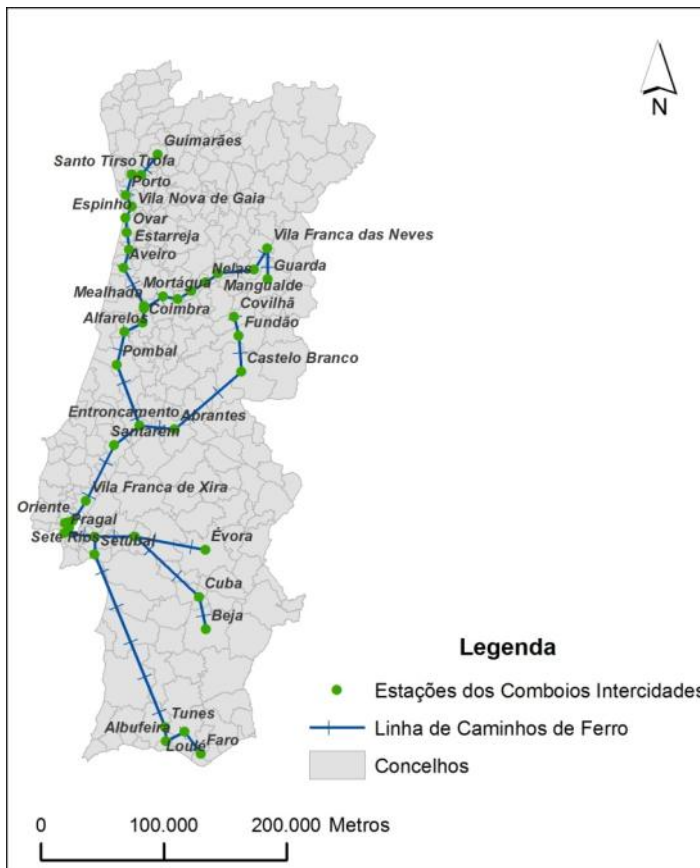 N
Guimarães
Santo Tirso Trofa
Porto
Vila Nova de Gaia
Espinho
Ovar
Estarreja
Aveiro
Vila Franca das Neves
Nelas
Guarda
Mortágua
Mangualde
Mealhada
Covilhã
Coimbra
Alfarelos
Fundão
Pombal
Castelo Branco
Entroncamento
Abrantes
Santarém
Vila Franca de Xira
Oriente
Pragal
Sete Rios
Setubal
Évora
Cuba
Beja
Legenda
Estações dos Comboios Intercidades
Linha de Caminhos de Ferro
Concelhos
Tunes
Albufeira
Loulé
Faro
0 100.000 200.000 Metros